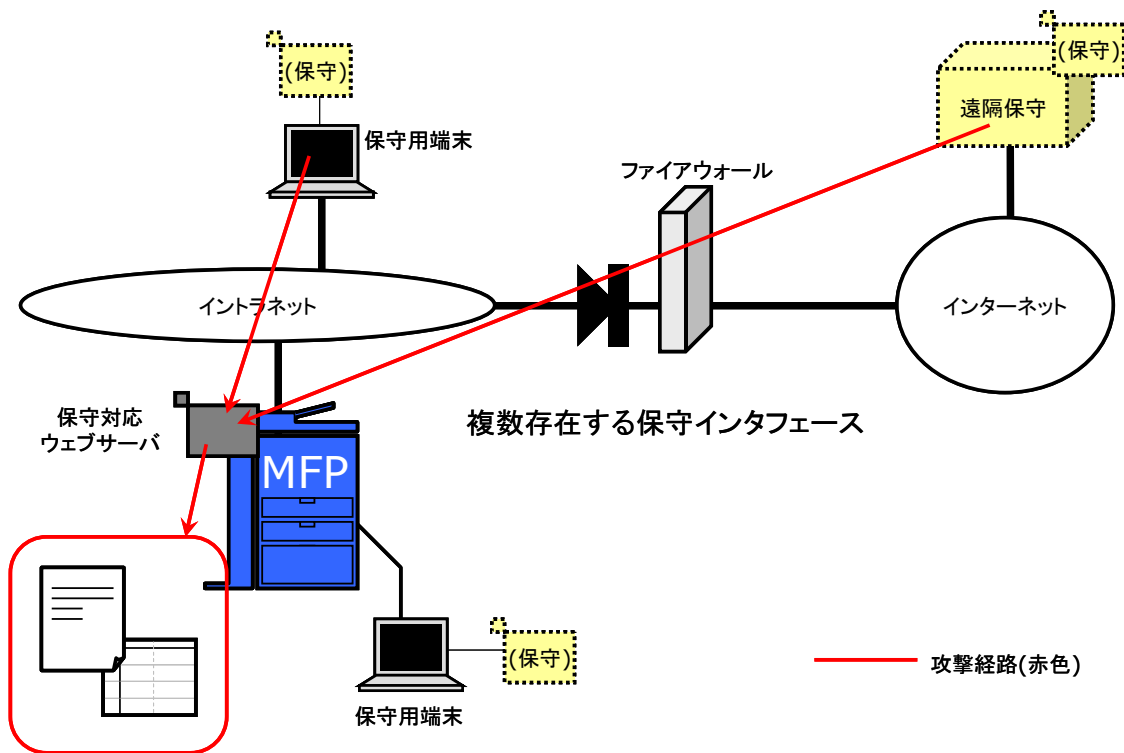 (保守)
(保守)
遠隔保守
保守用端末
ファイアウォール
イントラネット
インターネット
保守対応
ウェブサーバ
複数存在する保守インタフェース
MFP
(保守)
保守用端末
攻撃経路(赤色)